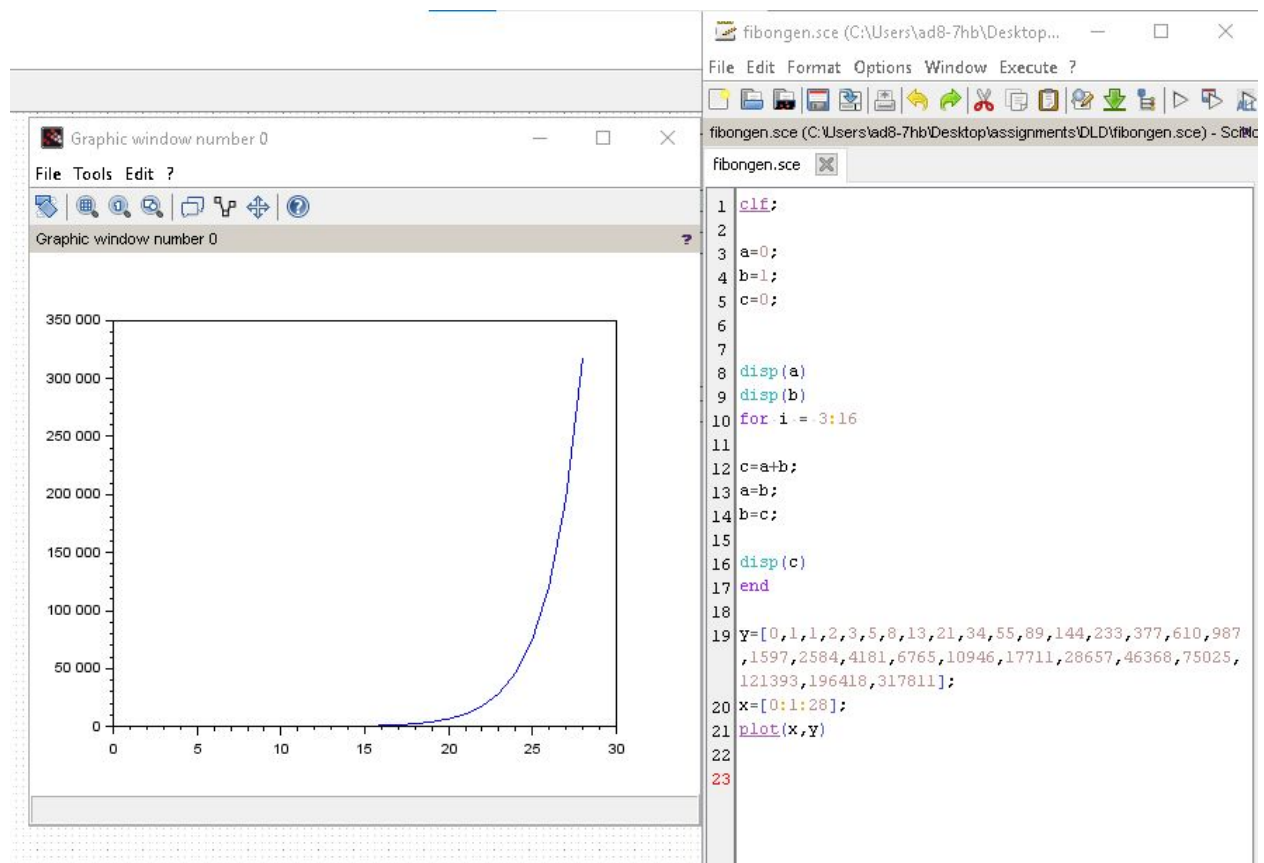 Graphic window number 0
File Tools Edit ?
Graphic window number 0
?
350 000
300 000
250 000
200 000
150 000
100 000
50 000
0
0 5 10 15 20 25 30
fibongen.sce (C:\Users\ad8-7hb\Desktop...
File Edit Format Options Window Execute ?
fibongen.sce (C:\Users\ad8-7hb\Desktop\assignments\DLD\fibongen.sce) -
fibongen.sce
1 clf;
2
3 a=0;
4 b=1;
5 c=0;
6
7
8 disp(a)
9 disp(b)
10 for i = 3:16
11
12 c=a+b;
13 a=b;
14 b=c;
15
16 disp(c)
17 end
18
19 y=[0,1,1,2,3,5,8,13,21,34,55,89,144,233,377,610,987
,1597,2584,4181,6765,10946,17711,28657,46368,75025,
121393,196418,317811];
20 x=[0:1:28];
21 plot(x,y)
22
23